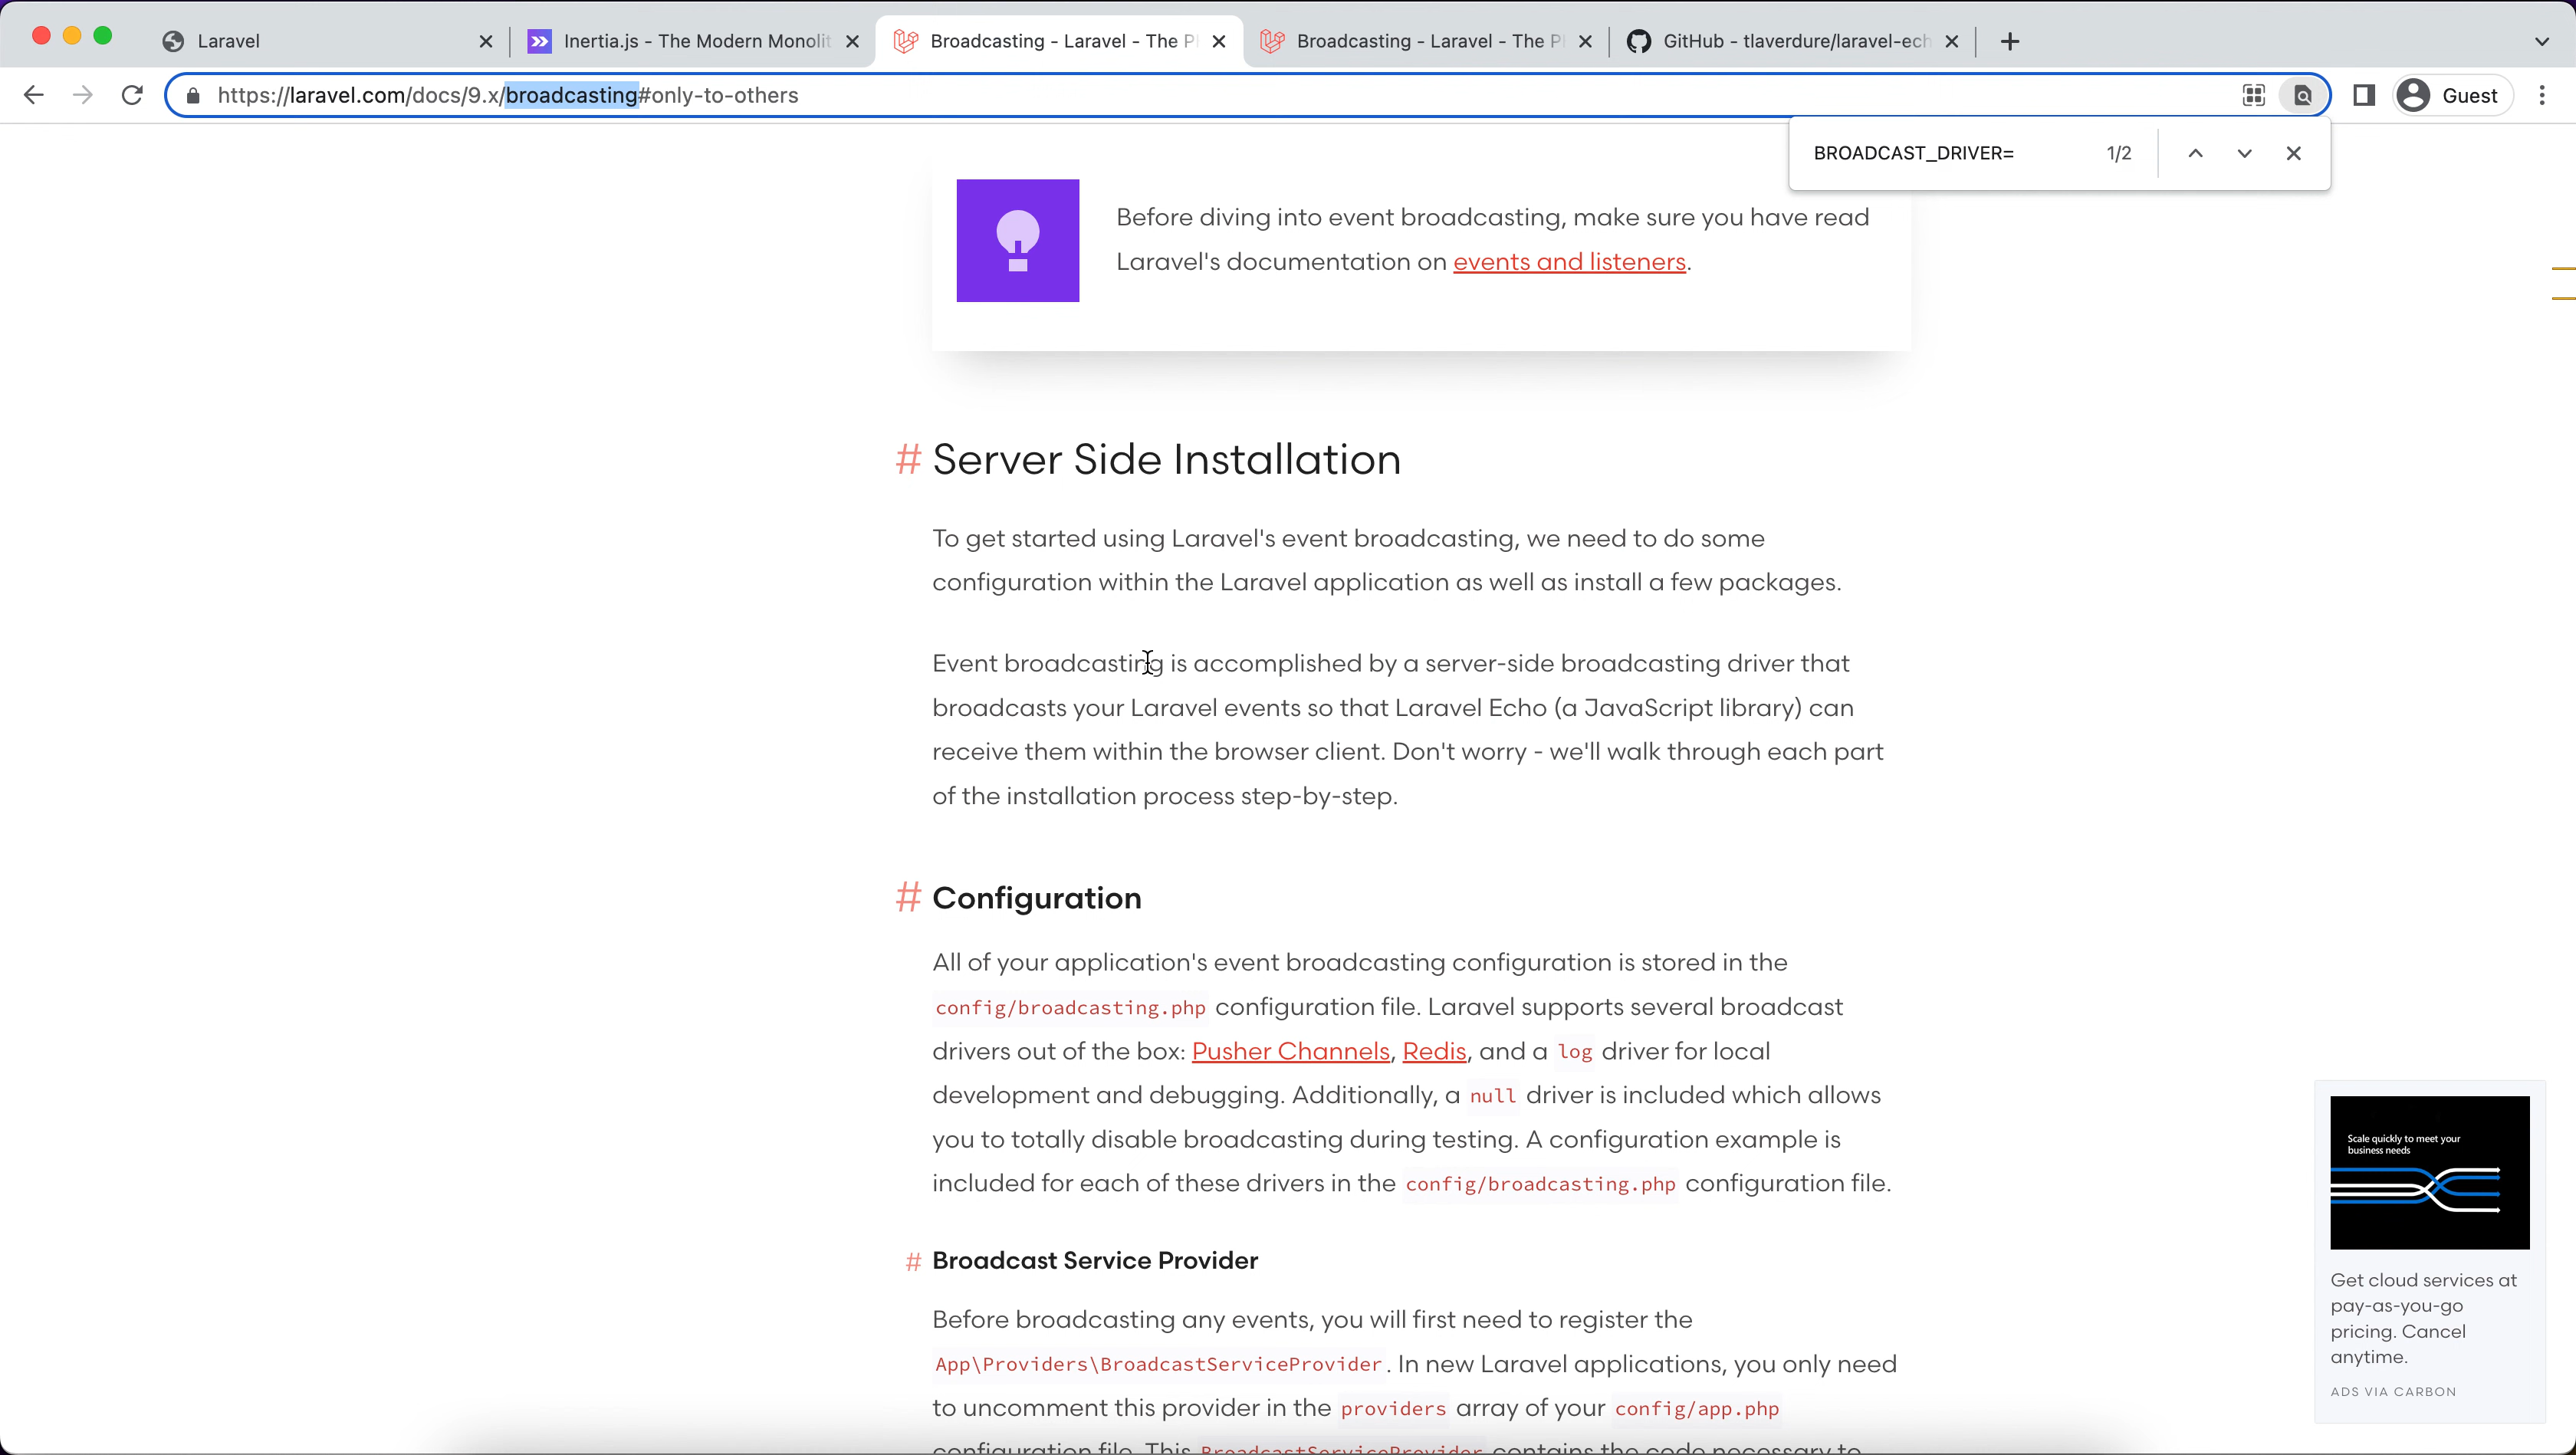 Laravel
Inertia.js - The Modern Monolit
Broadcasting - Laravel - The P
Broadcasting - Laravel - The P
GitHub - tlaverdure/laravel-ech
https://laravel.com/docs/9.x/broadcasting#only-to-others
Guest
BROADCAST_DRIVER=
1/2
Before diving into event broadcasting, make sure you have read
Laravel's documentation on events and listeners.
# Server Side Installation
To get started using Laravel's event broadcasting, we need to do some
configuration within the Laravel application as well as install a few packages.
Event broadcasting is accomplished by a server-side broadcasting driver that
broadcasts your Laravel events so that Laravel Echo (a JavaScript library) can
receive them within the browser client. Don't worry - we'll walk through each part
of the installation process step-by-step.
# Configuration
All of your application's event broadcasting configuration is stored in the
config/broadcasting.php configuration file. Laravel supports several broadcast
drivers out of the box: Pusher Channels, Redis, and a log driver for local
development and debugging. Additionally, a null driver is included which allows
you to totally disable broadcasting during testing. A configuration example is
included for each of these drivers in the config/broadcasting.php configuration file.
# Broadcast Service Provider
Before broadcasting any events, you will first need to register the
App\Providers\BroadcastServiceProvider. In new Laravel applications, you only need
to uncomment this provider in the providers array of your config/app.php
configuration file. This BroadcastServiceProvider contains the code necessary to
Scale quickly to meet your
business needs
Get cloud services at
pay-as-you-go
pricing. Cancel
anytime.
ADS VIA CARBON